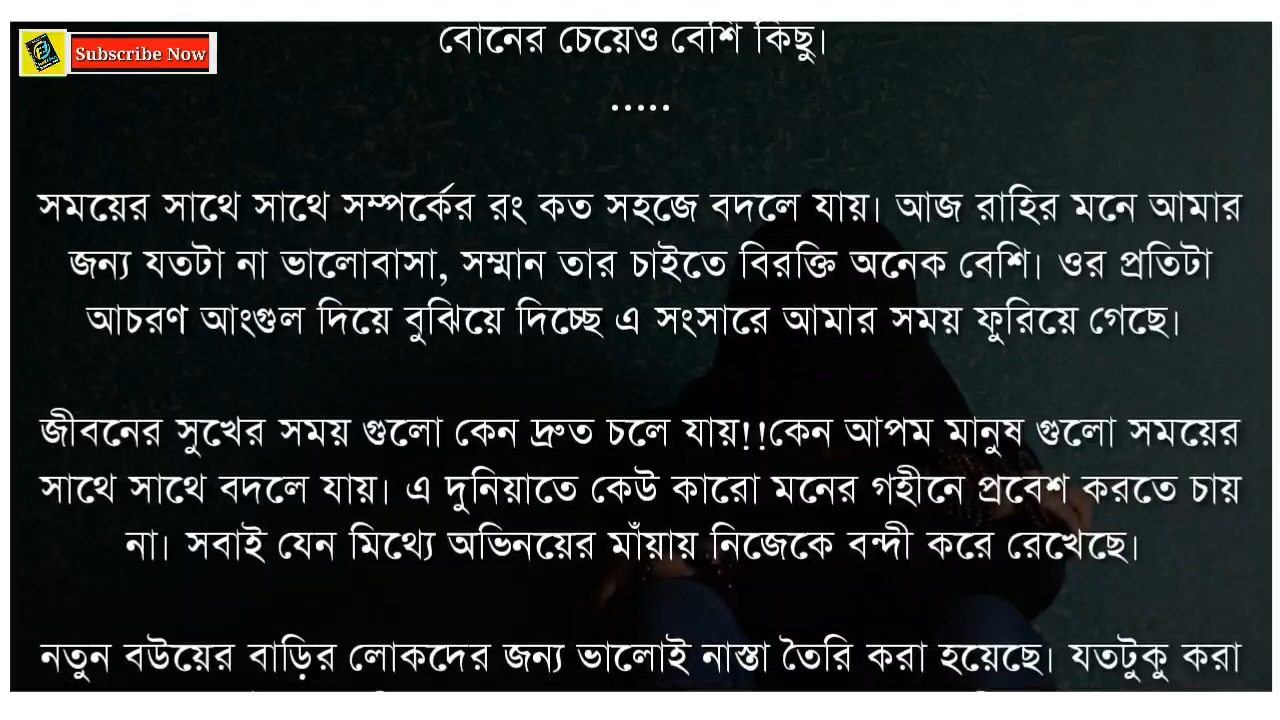 বোনের চেয়েও বেশি কিছু।
Subscribe Now
.....
সময়ের সাথে সাথে সম্পর্কের রং কত সহজে বদলে যায়। আজ রাহির মনে আমার
জন্য যতটা না ভালোবাসা, সম্মান তার চাইতে বিরক্তি অনেক বেশি। ওর প্রতিটা
আচরণ আংগুল দিয়ে বুঝিয়ে দিচ্ছে এ সংসারে আমার সময় ফুরিয়ে গেছে।
জীবনের সুখের সময় গুলো কেন দ্রুত চলে যায়!!কেন আপম মানুষ গুলো সময়ের
সাথে সাথে বদলে যায়। এ দুনিয়াতে কেউ কারো মনের গহীনে প্রবেশ করতে চায়
না। সবাই যেন মিথ্যে অভিনয়ের মাঁয়ায় নিজেকে বন্দী করে রেখেছে।
নতুন বউয়ের বাড়ির লোকদের জন্য ভালোই নাস্তা তৈরি করা হয়েছে। যতটুকু করা